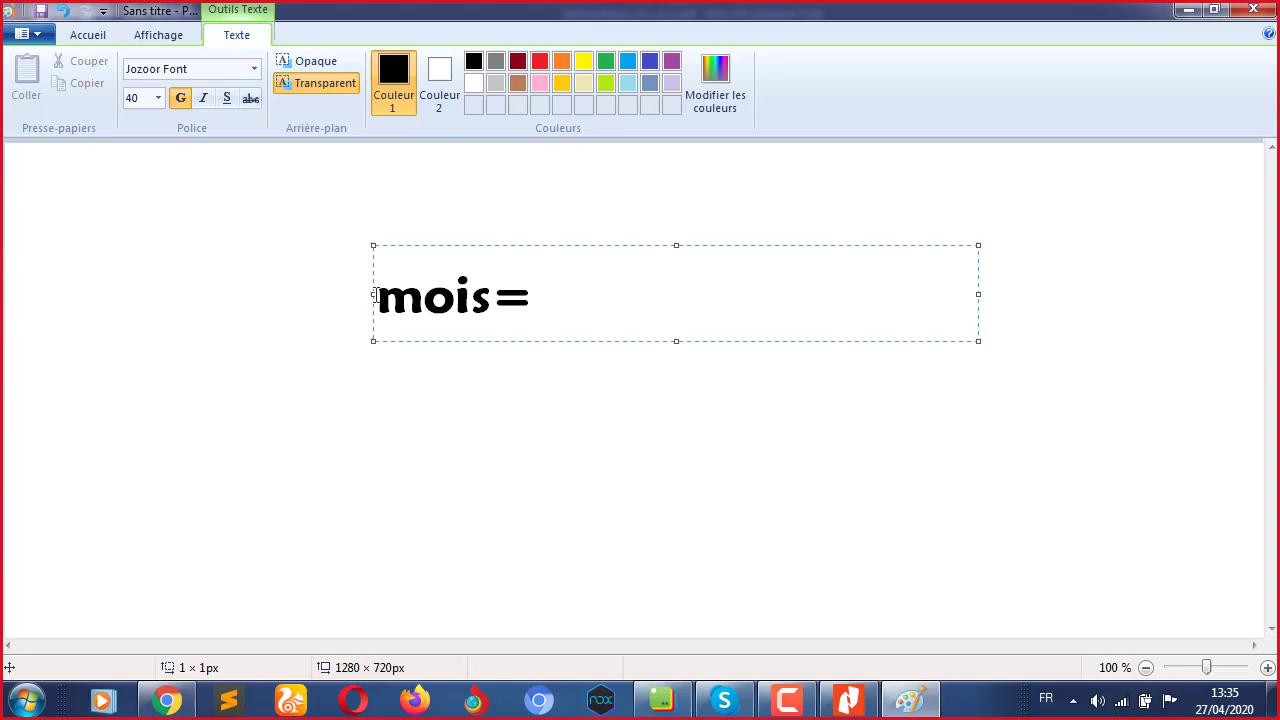 Sans titre - P...
Outils Texte
Accueil
Affichage
Texte
Coller
Couper
Copier
Presse-papiers
Jozoor Font
40
G
I
S
abc
Police
Opaque
Transparent
Arrière-plan
Couleur 1
Couleur 2
Modifier les couleurs
Couleurs
mois=
1 × 1px
1280 × 720px
100 %
nox
FR
13:35
27/04/2020